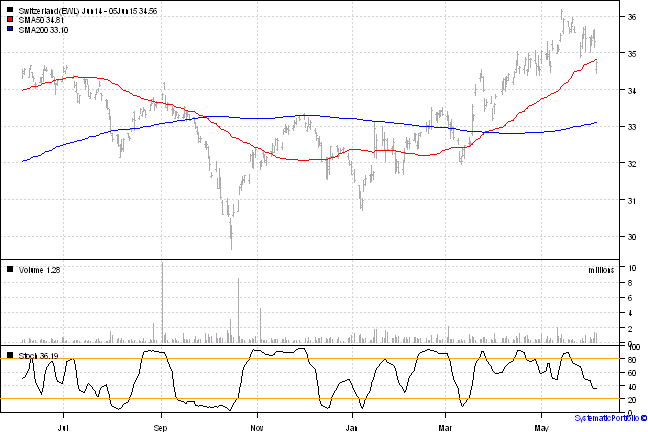 Switzerland(EWL) Jun14 - 05Jun15 34.56
SMA50 34.81
SMA200 33.10
36
35
34
33
32
31
30
Volume 1.28
millions
10
8
6
4
2
0
Stoch 36.19
100
80
60
40
20
0
Jul
Sep
Nov
Jan
Mar
May
SystematicPortfolio ©